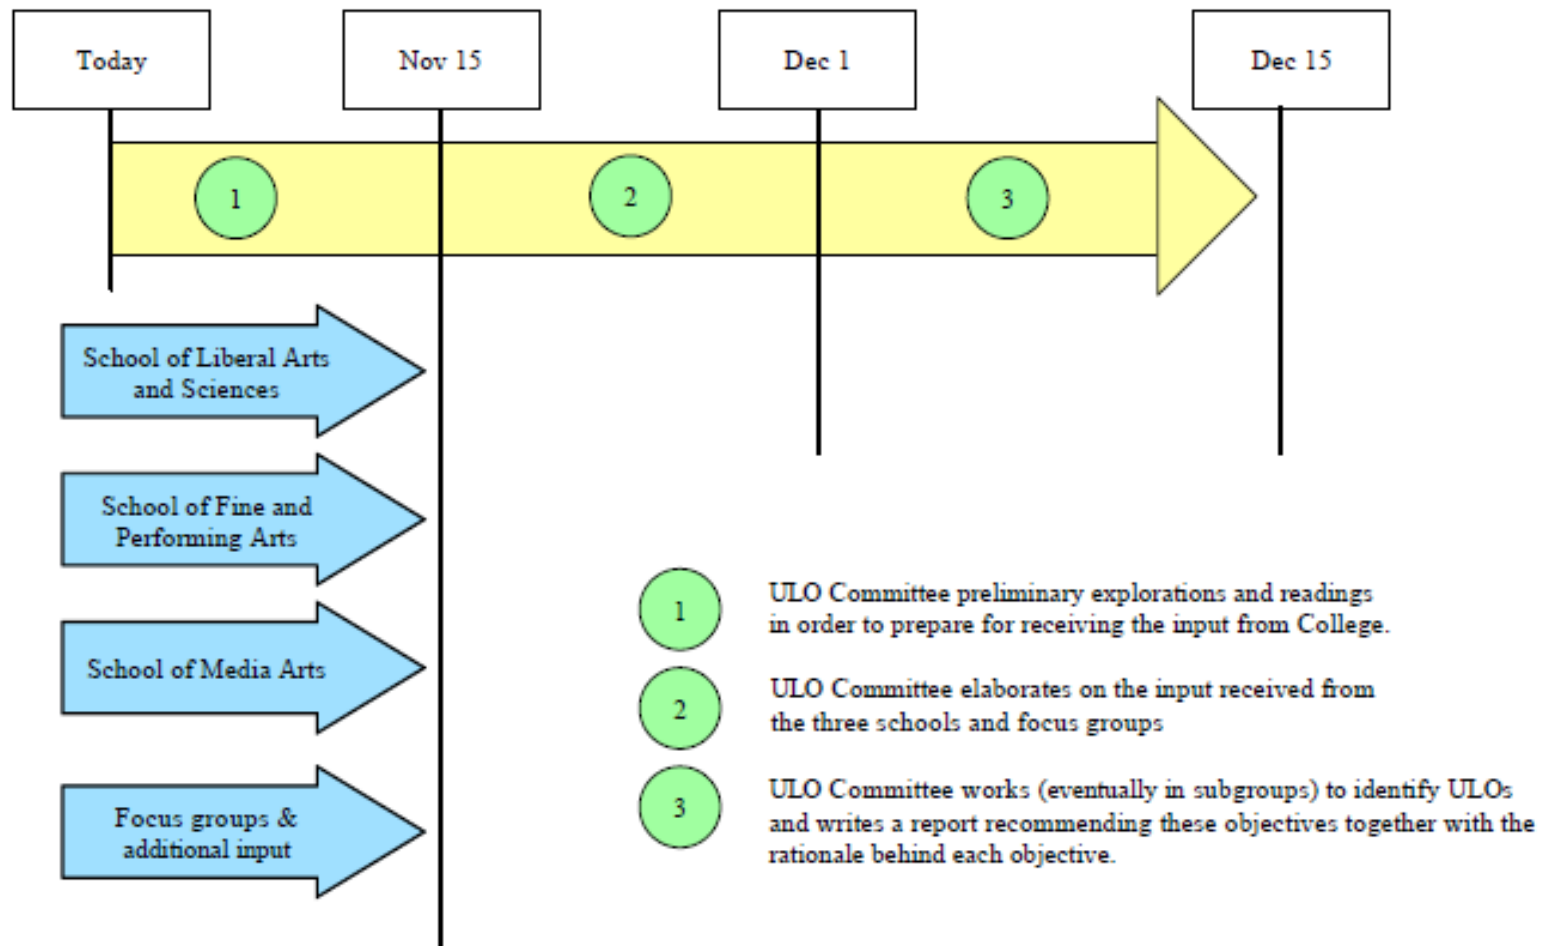 Today
Nov 15
Dec 1
Dec 15
1
2
3
School of Liberal Arts
and Sciences
School of Fine and
Performing Arts
School of Media Arts
Focus groups &
additional input
1
ULO Committee preliminary explorations and readings
in order to prepare for receiving the input from College.
2
ULO Committee elaborates on the input received from
the three schools and focus groups
3
ULO Committee works (eventually in subgroups) to identify ULOs
and writes a report recommending these objectives together with the
rationale behind each objective.